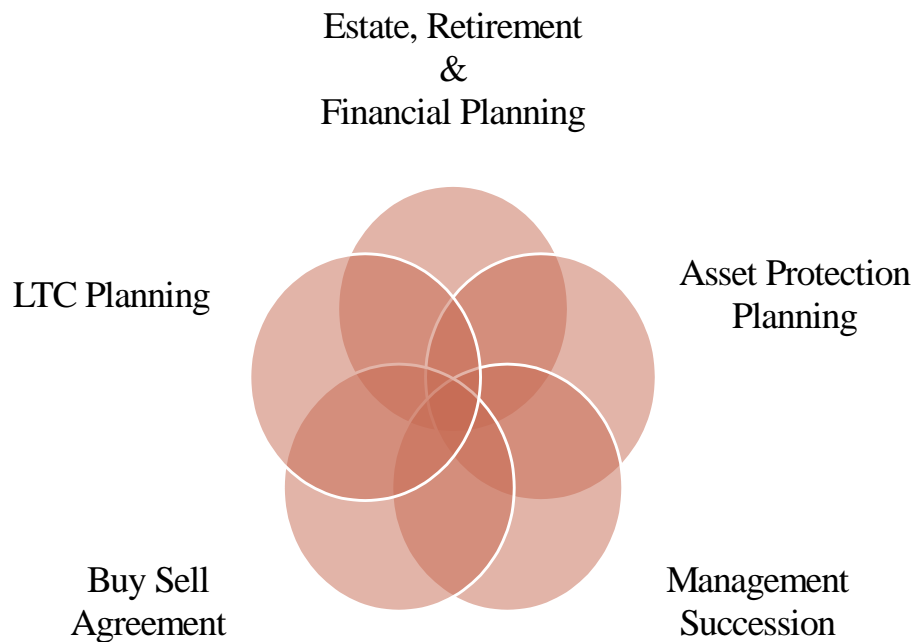 Estate, Retirement
&
Financial Planning
LTC Planning
Asset Protection
Planning
Buy Sell
Agreement
Management
Succession